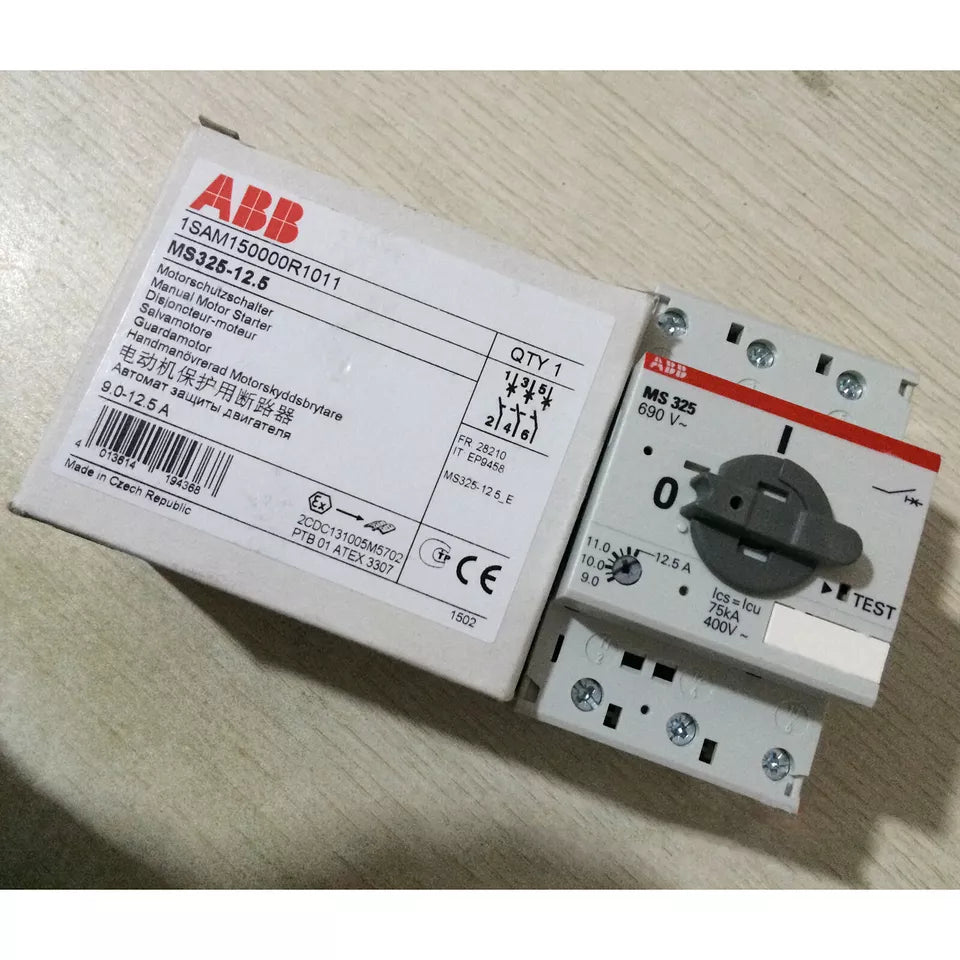 ABB
1SAM150000R1011
MS325-12.5
Motorschutzschalter
Manual Motor Starter
Disjoncteur-moteur
Salvamotore
Guardamotor
Handmanövrerad Motorskyddsbrytare
电动机保护用断路器
Автомат защиты двигателя
9.0-12.5 A
4 013614 194368
Made in Czech Republic
QTY 1
1 3 5
2 4 6
FR 28210
IT EP9458
MS325-12.5_E
Ex
2CDC131005M5702
PTB 01 ATEX 3307
CE
1502
ABB
MS 325
690 V~
I
0
11.0
10.0
9.0
12.5 A
TEST
Ics = Icu
75kA
400V~